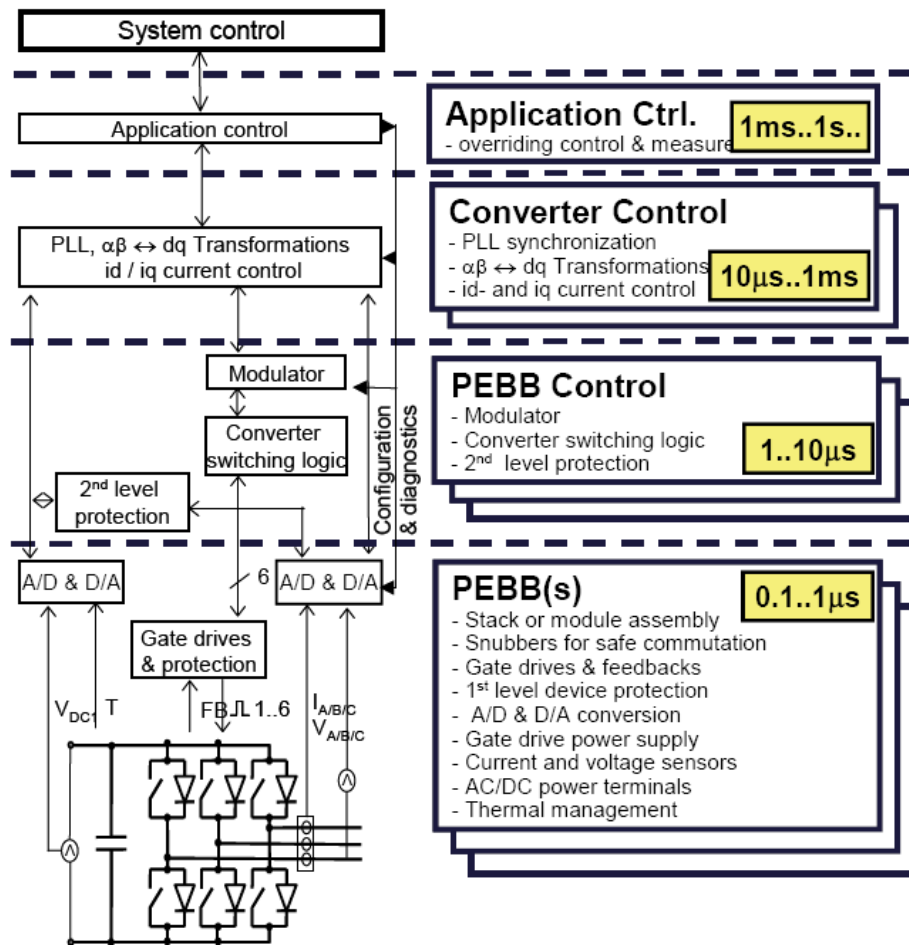 System control
Application control
PLL, αβ ↔ dq Transformations
id / iq current control
Modulator
Converter
switching logic
2nd level
protection
Configuration
& diagnostics
A/D & D/A
6
A/D & D/A
Gate drives
& protection
VDC1 T
FB 1..6
IA/B/C
VA/B/C
Application Ctrl.
- overriding control & measure
1ms..1s..
Converter Control
- PLL synchronization
- αβ ↔ dq Transformations
- id- and iq current control
10μs..1ms
PEBB Control
- Modulator
- Converter switching logic
- 2nd level protection
1..10μs
PEBB(s)
0.1..1μs
- Stack or module assembly
- Snubbers for safe commutation
- Gate drives & feedbacks
- 1st level device protection
- A/D & D/A conversion
- Gate drive power supply
- Current and voltage sensors
- AC/DC power terminals
- Thermal management